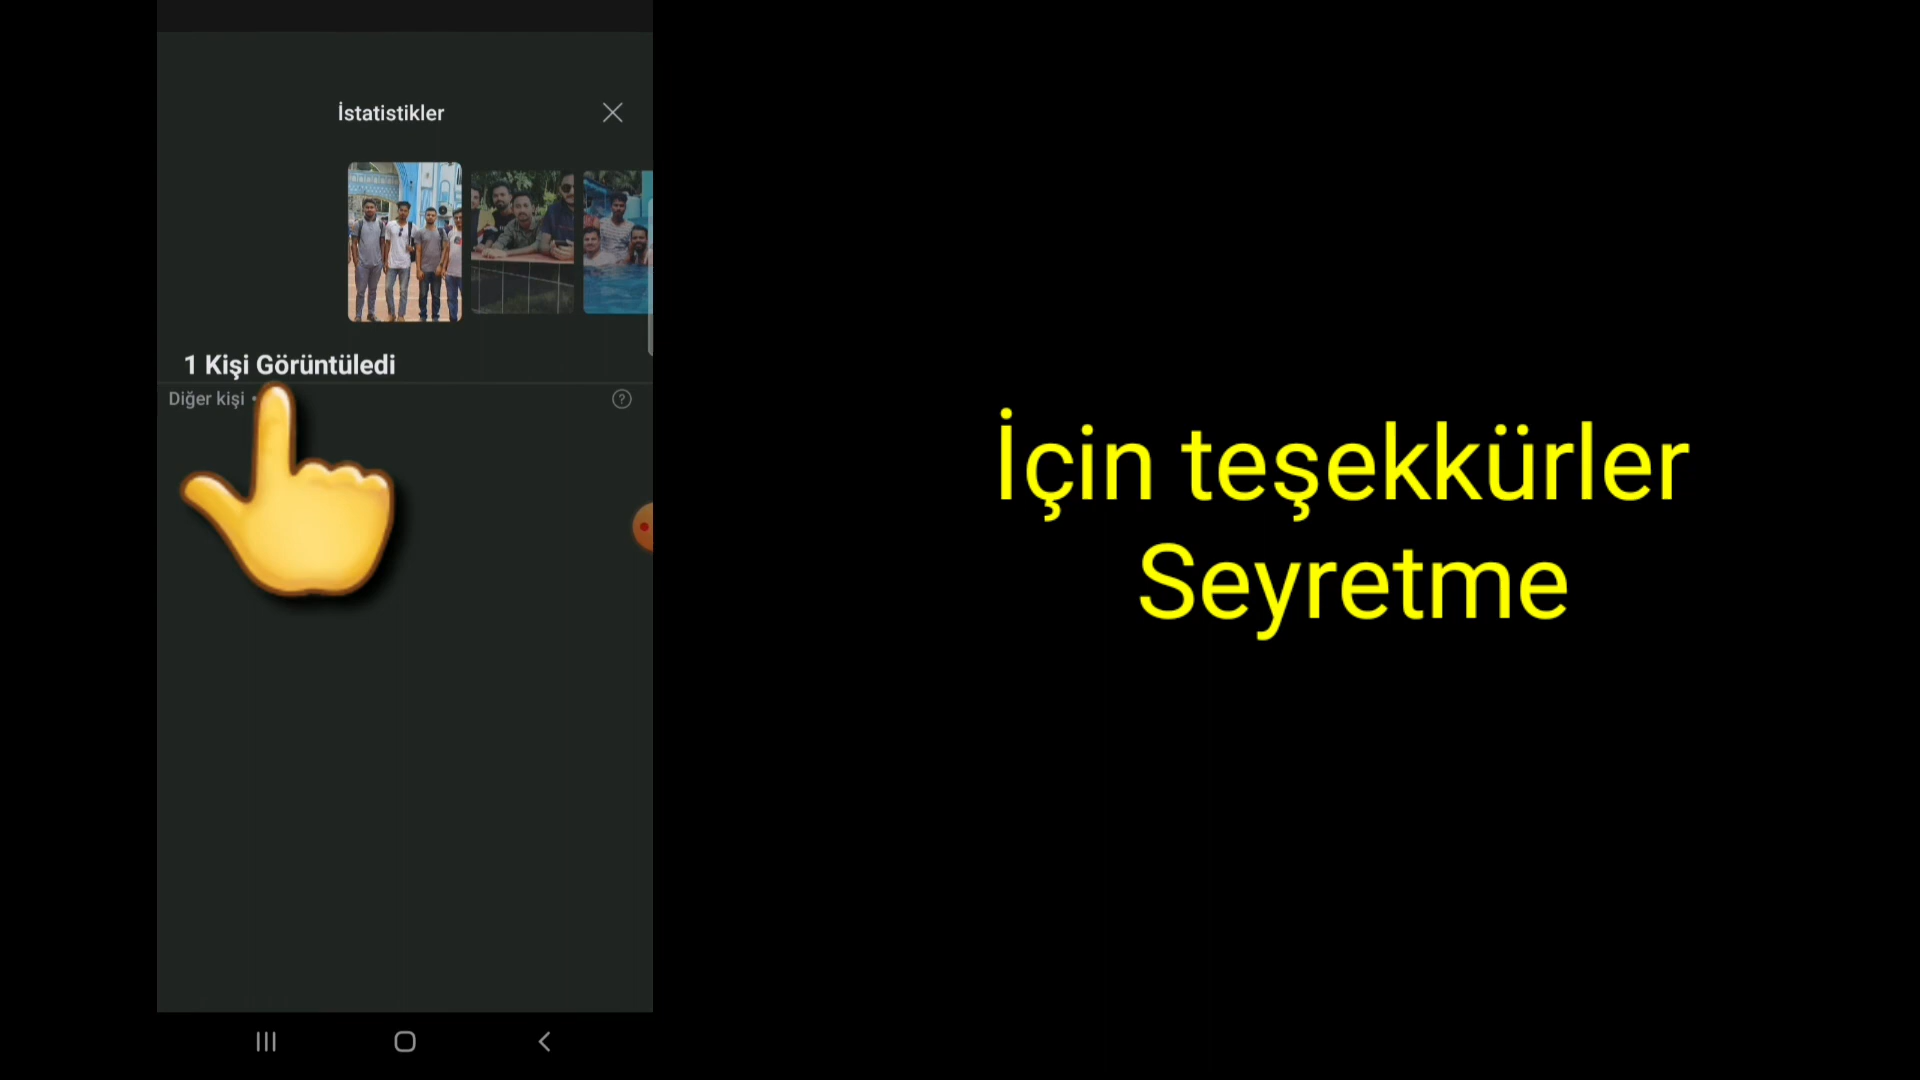 İstatistikler
1 Kişi Görüntüledi
Diğer kişi •
İçin teşekkürler
Seyretme